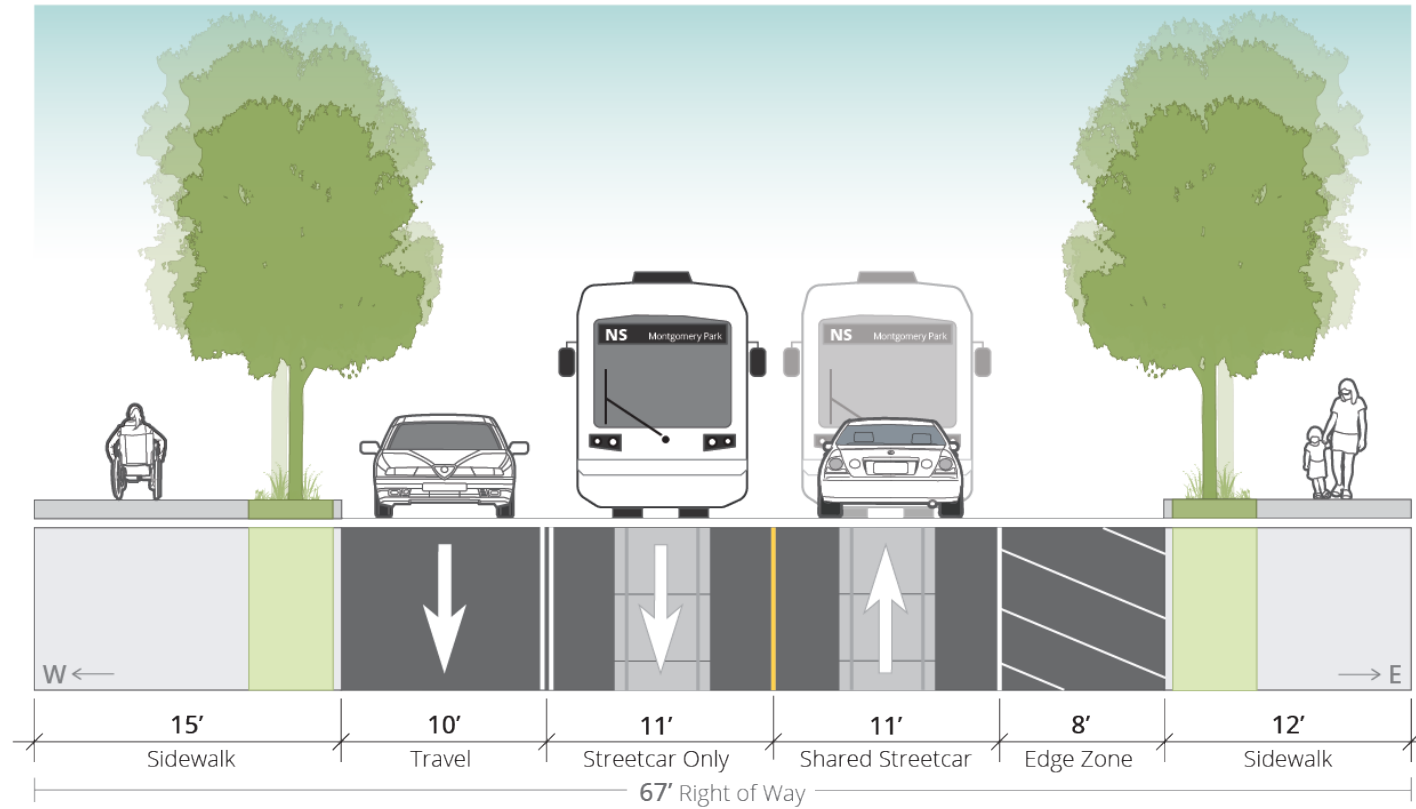 NS Montgomery Park
NS Montgomery Park
W E
15’ 10’ 11’ 11’ 8’ 12’
Sidewalk Travel Streetcar Only Shared Streetcar Edge Zone Sidewalk
67’ Right of Way